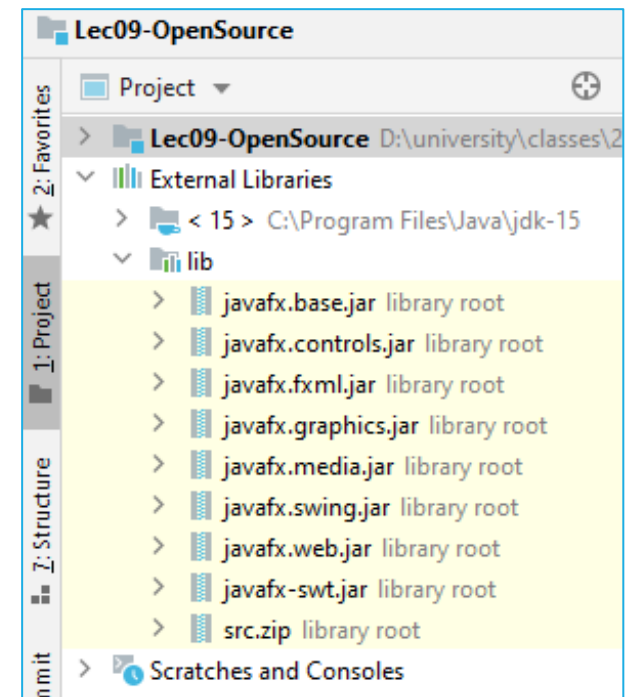 Lec09-OpenSource
Project
Lec09-OpenSource D:\university\classes\2
External Libraries
< 15 > C:\Program Files\Java\jdk-15
lib
javafx.base.jar library root
javafx.controls.jar library root
javafx.fxml.jar library root
javafx.graphics.jar library root
javafx.media.jar library root
javafx.swing.jar library root
javafx.web.jar library root
javafx-swt.jar library root
src.zip library root
Scratches and Consoles
2: Favorites
1: Project
7: Structure
mmit